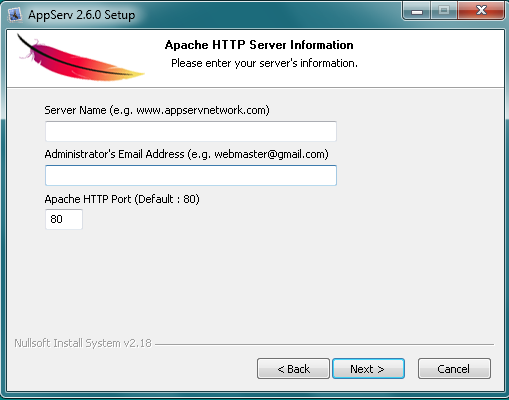 AppServ 2.6.0 Setup
Apache HTTP Server Information
Please enter your server's information.
Server Name (e.g. www.appservnetwork.com)
Administrator's Email Address (e.g. webmaster@gmail.com)
Apache HTTP Port (Default : 80)
80
Nullsoft Install System v2.18
< Back
Next >
Cancel